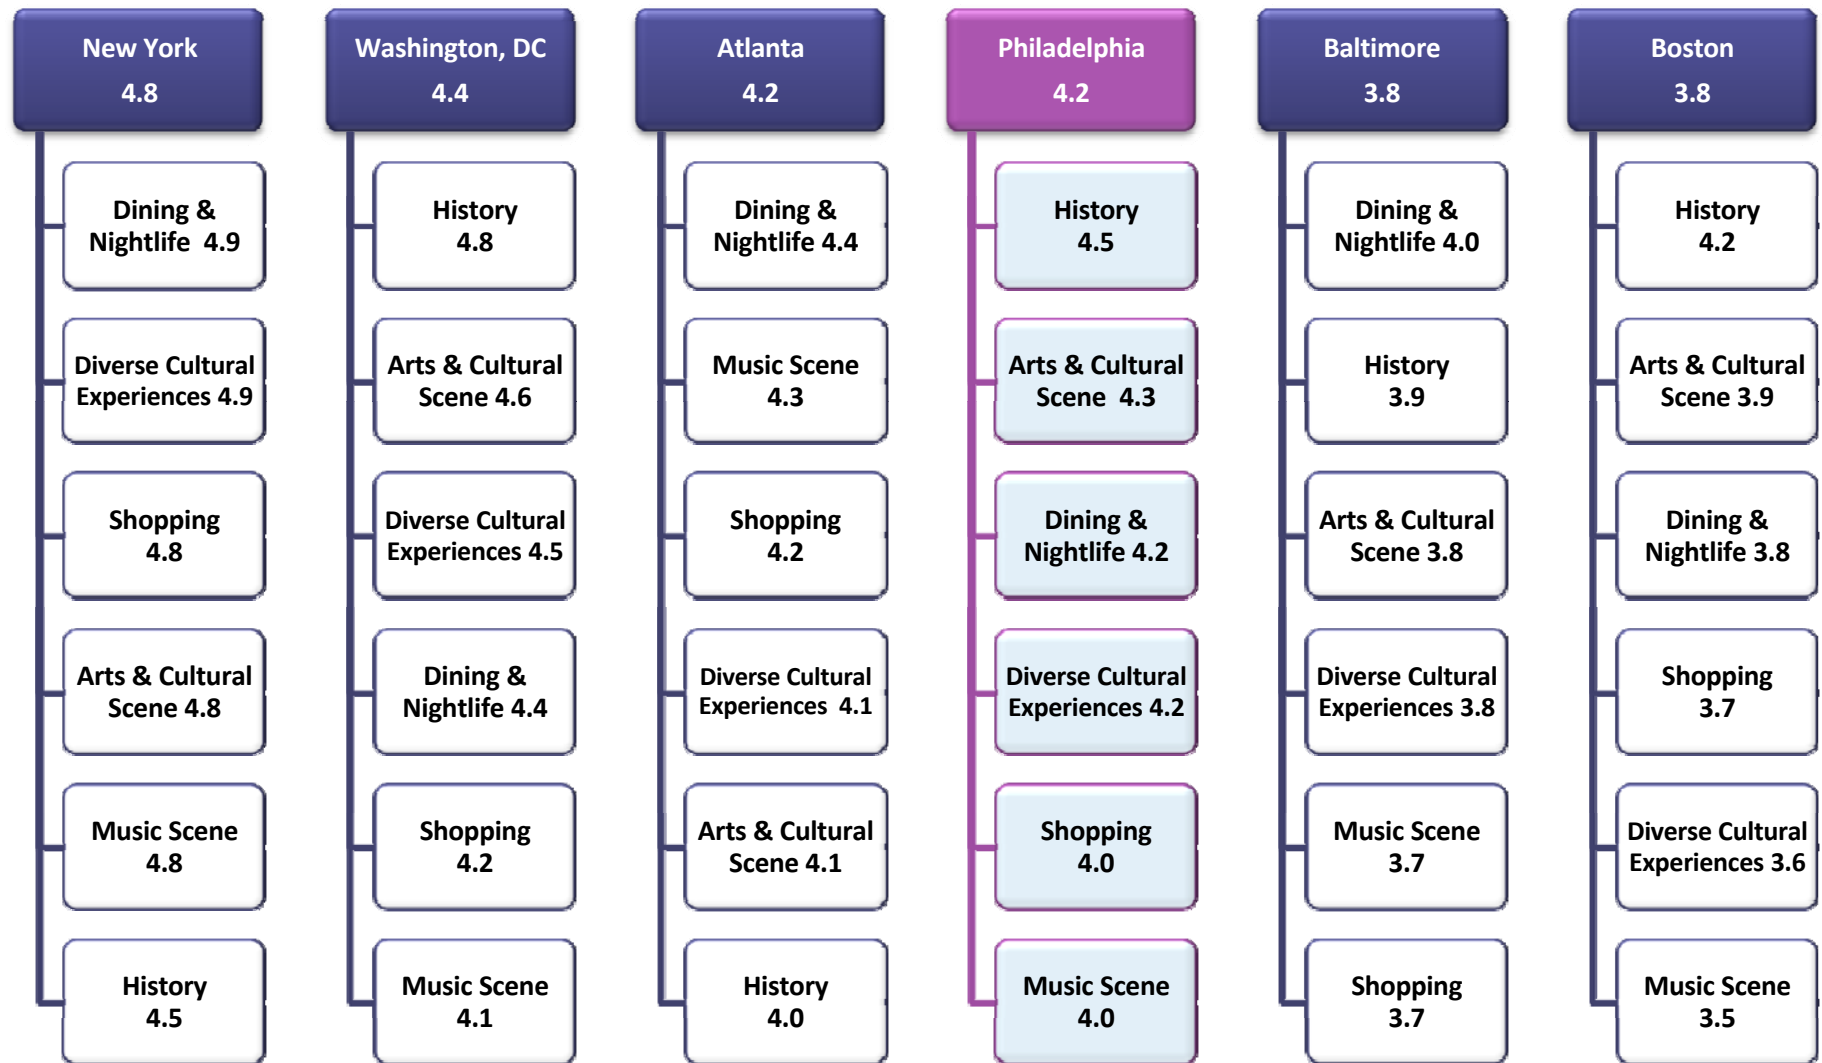 New York
4.8
Dining &
Nightlife 4.9
Diverse Cultural
Experiences 4.9
Shopping
4.8
Arts & Cultural
Scene 4.8
Music Scene
4.8
History
4.5
Washington, DC
4.4
History
4.8
Arts & Cultural
Scene 4.6
Diverse Cultural
Experiences 4.5
Dining &
Nightlife 4.4
Shopping
4.2
Music Scene
4.1
Atlanta
4.2
Dining &
Nightlife 4.4
Music Scene
4.3
Shopping
4.2
Diverse Cultural
Experiences 4.1
Arts & Cultural
Scene 4.1
History
4.0
Philadelphia
4.2
History
4.5
Arts & Cultural
Scene 4.3
Dining &
Nightlife 4.2
Diverse Cultural
Experiences 4.2
Shopping
4.0
Music Scene
4.0
Baltimore
3.8
Dining &
Nightlife 4.0
History
3.9
Arts & Cultural
Scene 3.8
Diverse Cultural
Experiences 3.8
Music Scene
3.7
Shopping
3.7
Boston
3.8
History
4.2
Arts & Cultural
Scene 3.9
Dining &
Nightlife 3.8
Shopping
3.7
Diverse Cultural
Experiences 3.6
Music Scene
3.5